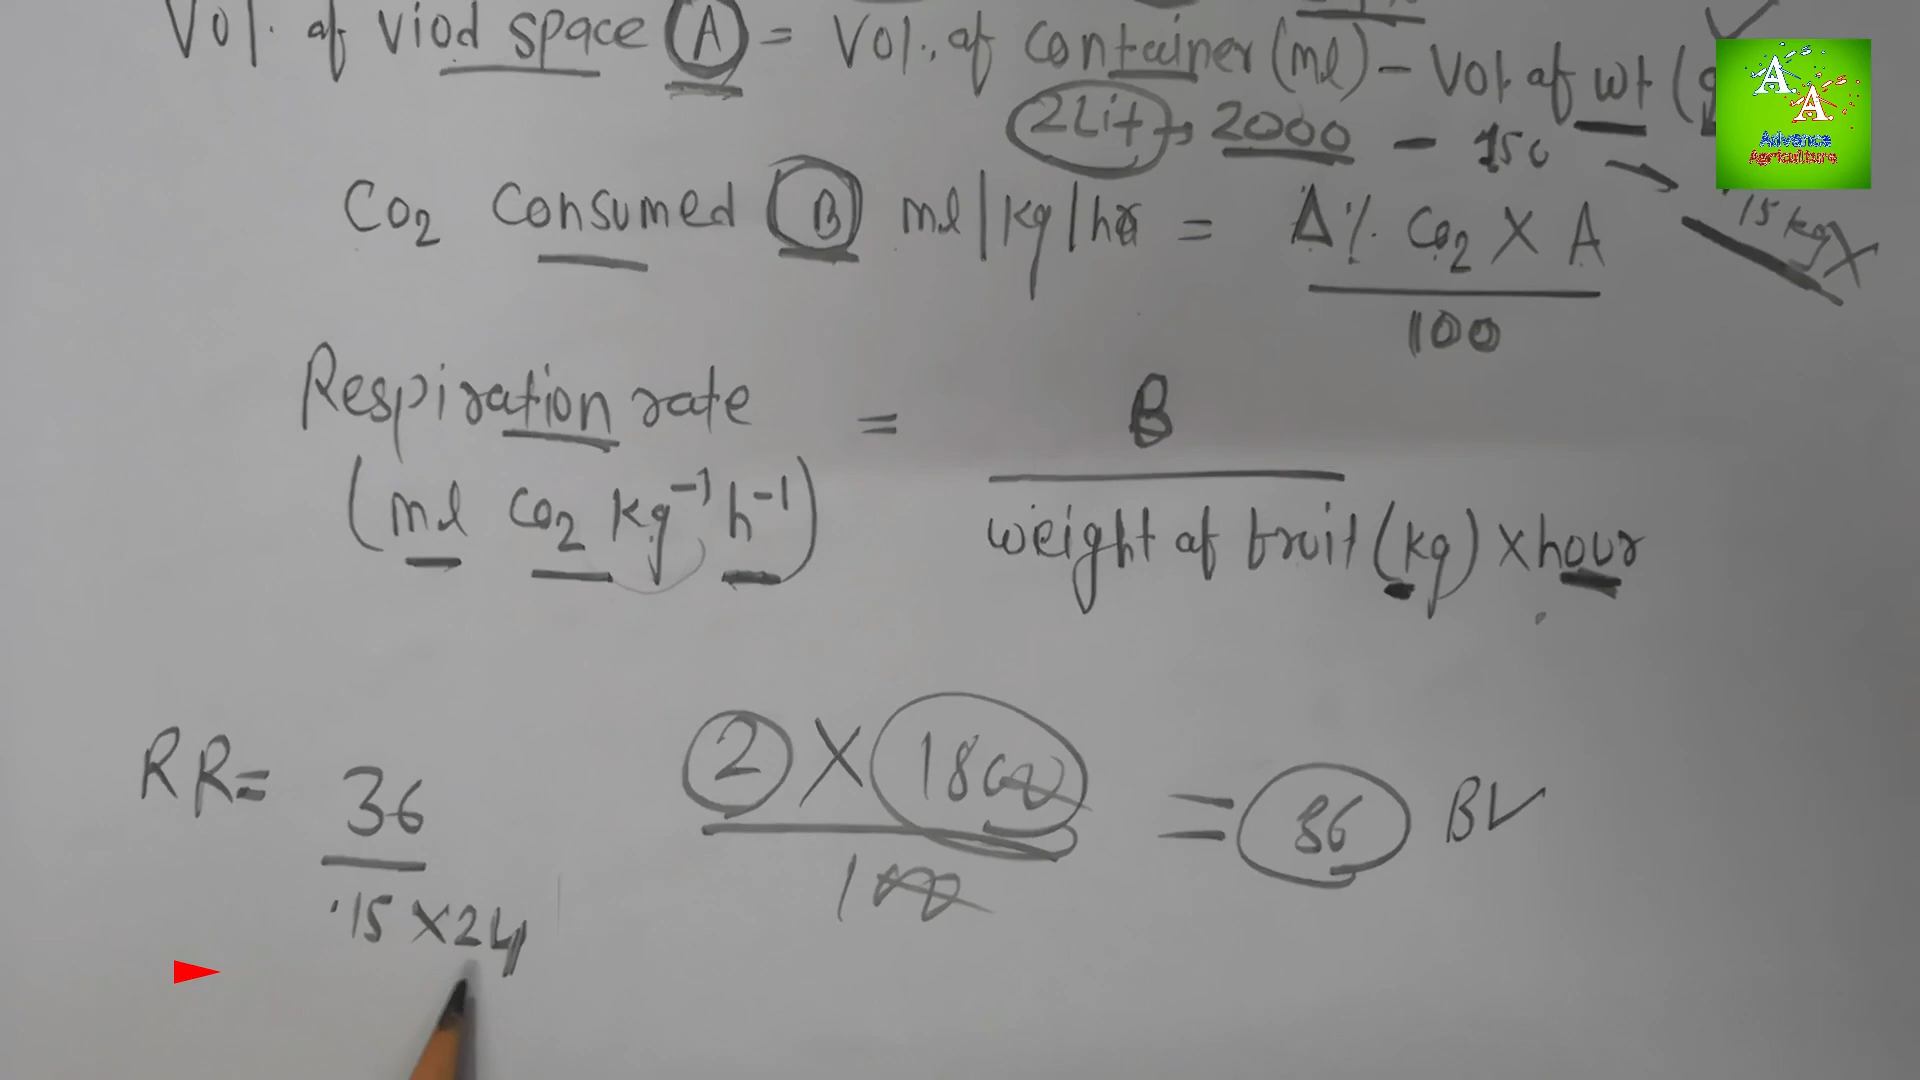 Vol. of Viod space (A) = Vol. of container (ml) - Vol of wt (g
2Lit → 2000 - 150
CO2 Consumed (B) ml/kg/hr = Δ% CO2 X A
.15 kg X
100
Respiration rate = B
(ml CO2 kg-1 h-1) weight of fruit (kg) X hour
RR = 36
.15 X 24
2 X 1800 = 36 B
100
A A
Advance
Agriculture